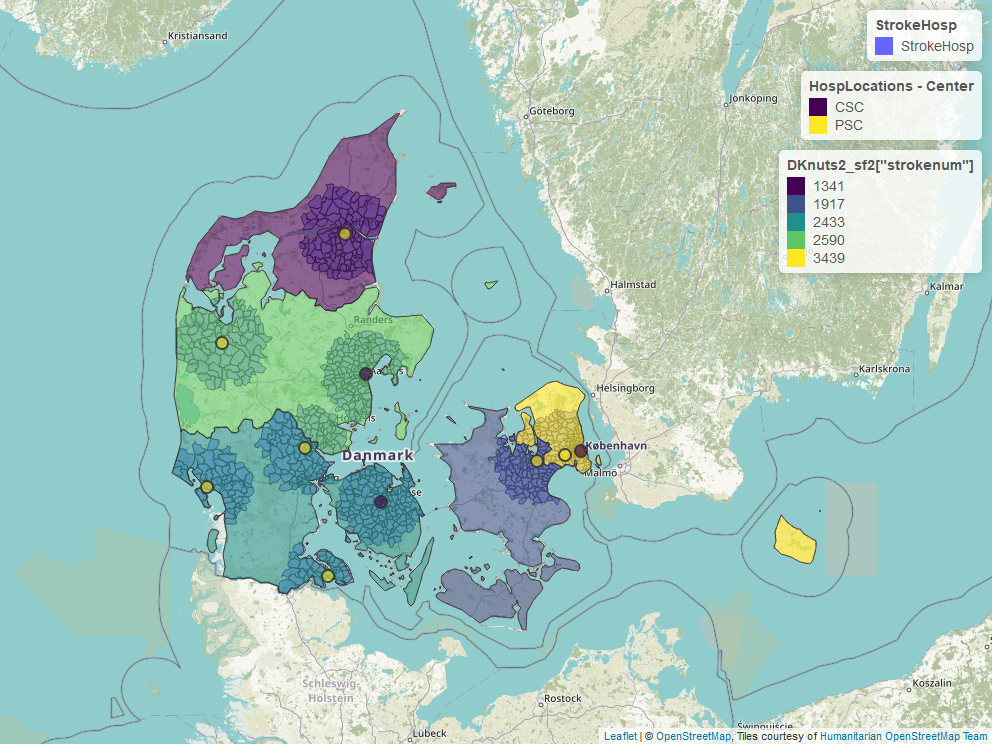 Kristiansand
StrokeHosp
StrokeHosp
HospLocations - Center
CSC
PSC
Jönköping
Göteborg
DKnuts2_sf2["strokenum"]
1341
1917
2433
2590
3439
Halmstad
Kalmar
Randers
Karlskrona
Helsingborg
København
Danmark
Malmö
Schleswig-
Holstein
Koszalin
Rostock
Świnoujście
Lübeck
Leaflet | © OpenStreetMap, Tiles courtesy of Humanitarian OpenStreetMap Team